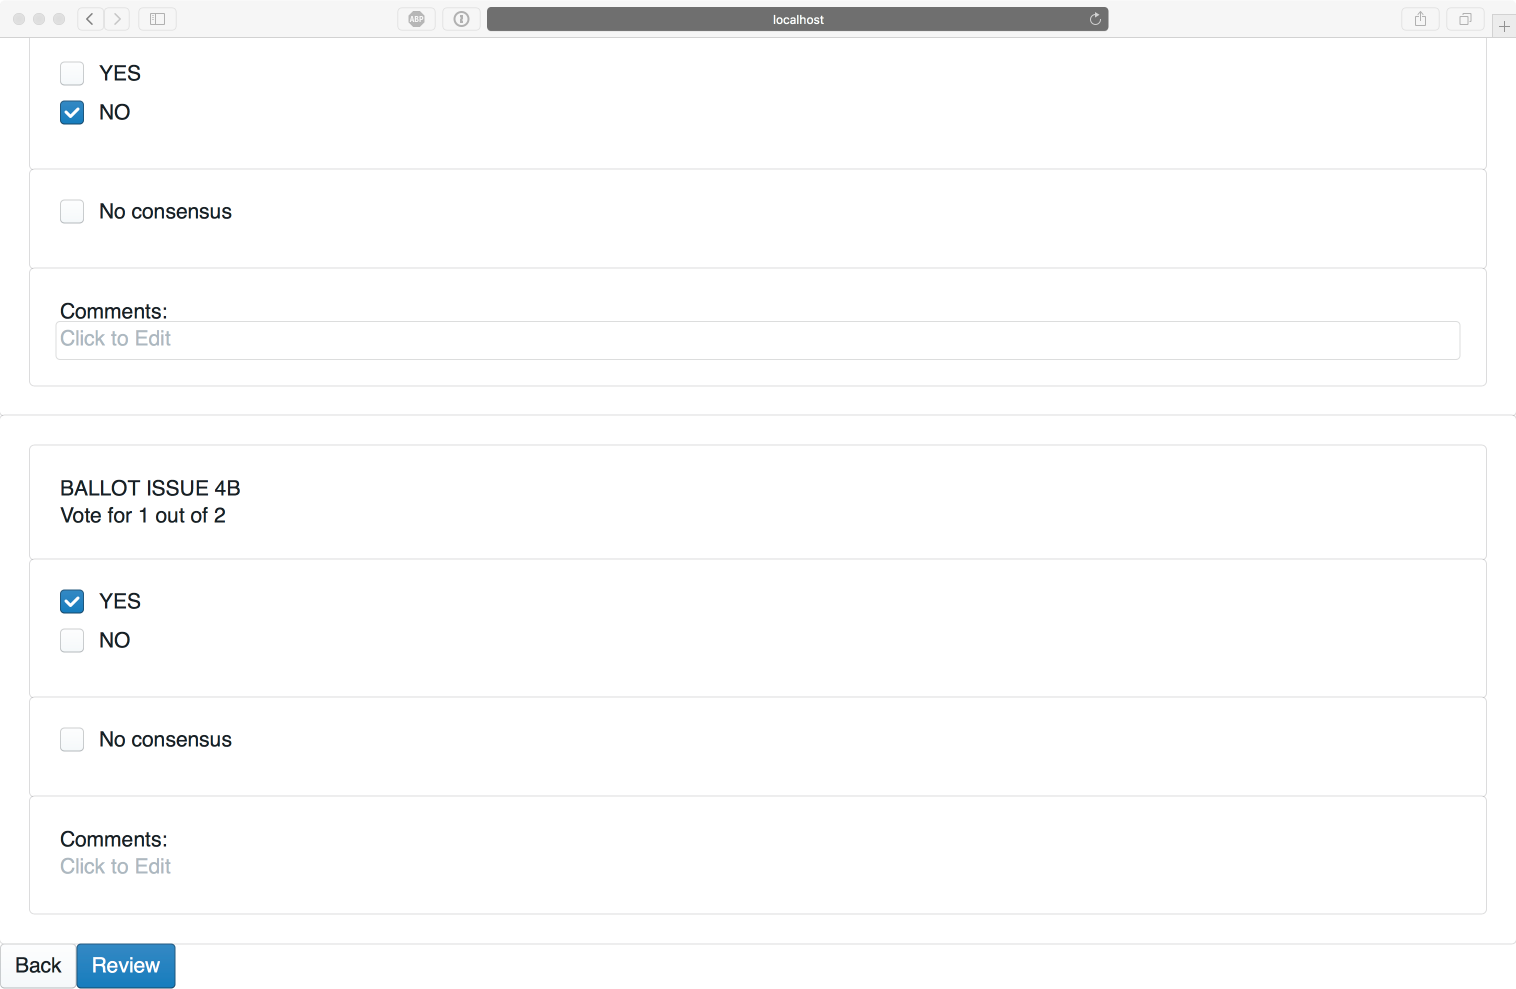 ABP
localhost
YES
NO
No consensus
Comments:
Click to Edit
BALLOT ISSUE 4B
Vote for 1 out of 2
YES
NO
No consensus
Comments:
Click to Edit
Back
Review